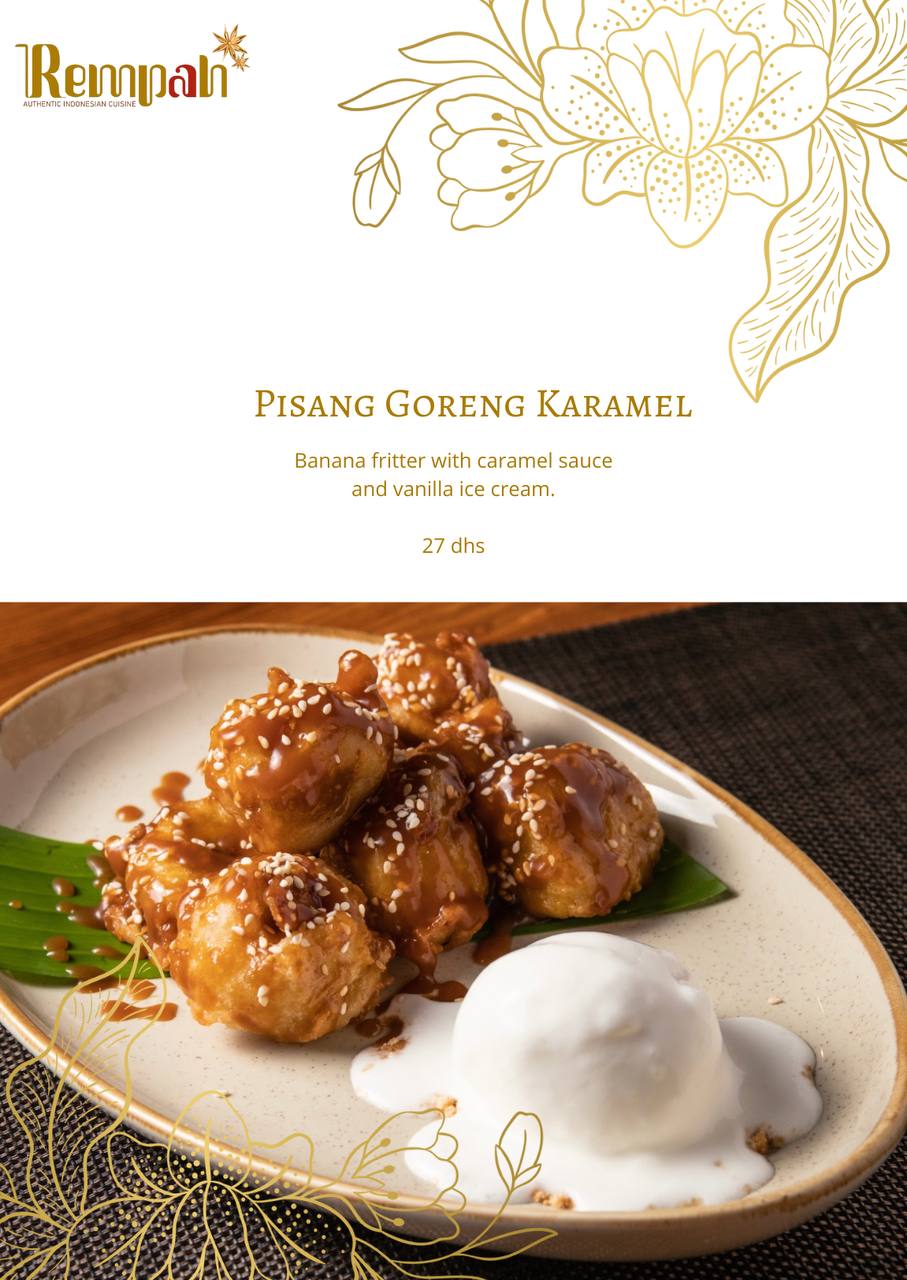 Rempah
AUTHENTIC INDONESIAN CUISINE
Pisang Goreng Karamel
Banana fritter with caramel sauce
and vanilla ice cream.
27 dhs